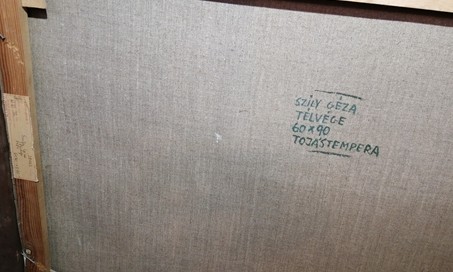 SZILY GÉZA
TÉLVÉGE
60×90
TOJÁSTEMPERA